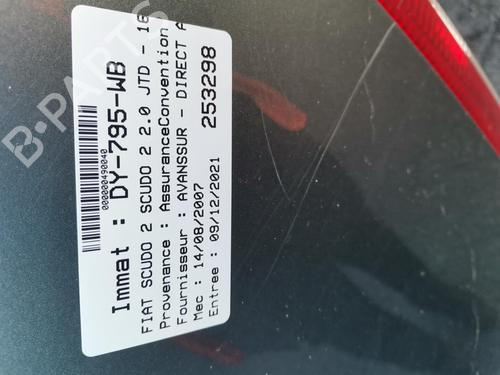 000000490040
Immat : DY-795-WB
FIAT SCUDO 2 SCUDO 2 2.0 JTD - 16
Provenance : AssuranceConvention
Fournisseur : AVANSSUR - DIRECT A
Mec : 14/08/2007
Entree : 09/12/2021
253298
B-PARTS